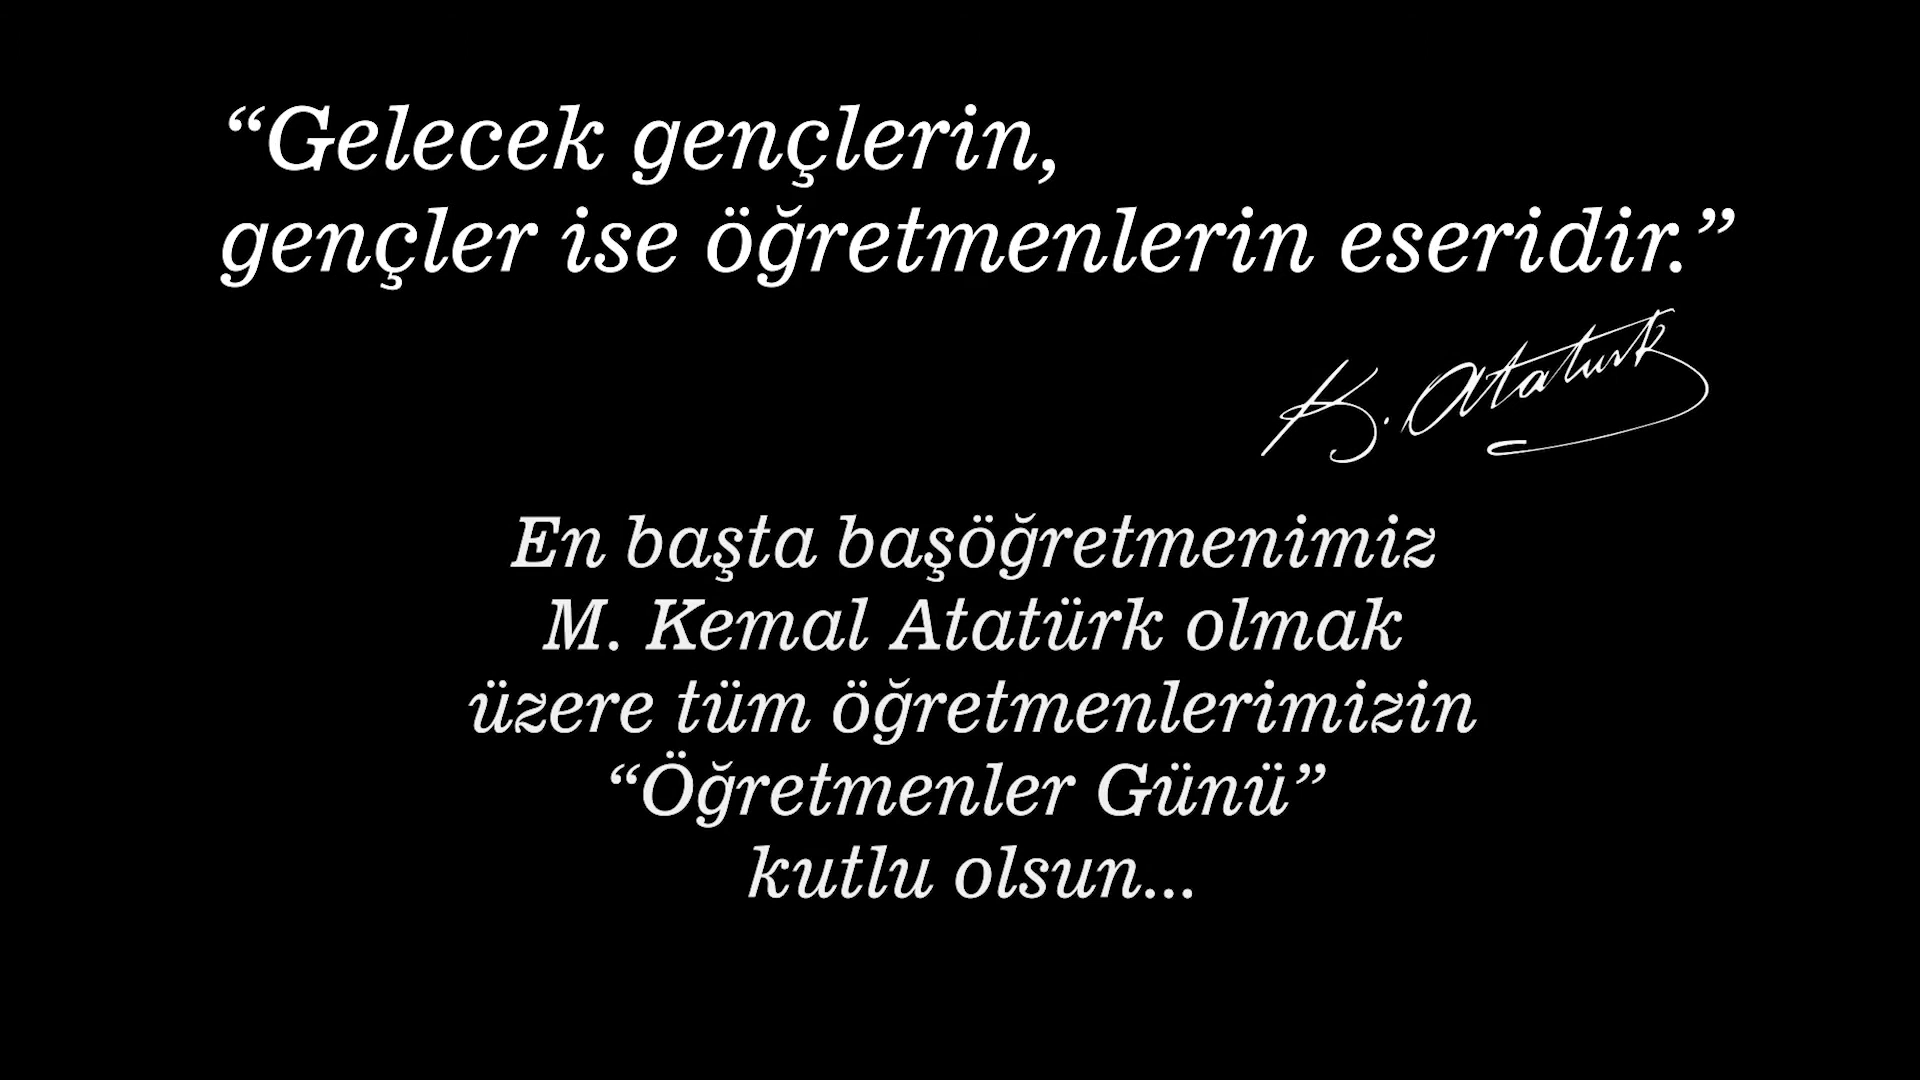 “Gelecek gençlerin,
gençler ise öğretmenlerin eseridir.”
K. Ataturk
En başta başöğretmenimiz
M. Kemal Atatürk olmak
üzere tüm öğretmenlerimizin
“Öğretmenler Günü”
kutlu olsun...